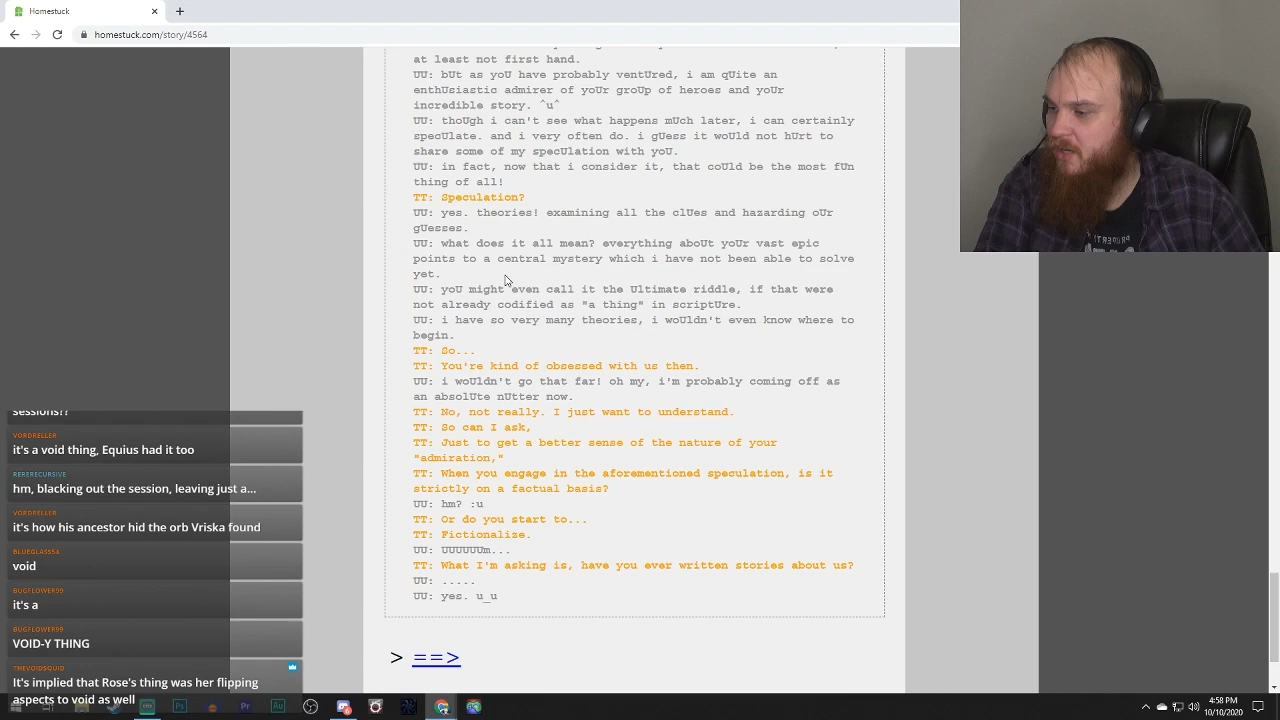 Homestuck
homestuck.com/story/4564
at least not first hand.
UU: bUt as yoU have probably ventUred, i am qUite an
enthUsiastic admirer of yoUr groUp of heroes and yoUr
incredible story. ^u^
UU: thoUgh i can't see what happens mUch later, i can certainly
specUlate. and i very often do. i gUess it woUld not hUrt to
share some of my specUlation with yoU.
UU: in fact, now that i consider it, that coUld be the most fUn
thing of all!
TT: Speculation?
UU: yes. theories! examining all the clUes and hazarding oUr
gUesses.
UU: what does it all mean? everything aboUt yoUr vast epic
points to a central mystery which i have not been able to solve
yet.
UU: yoU might even call it the Ultimate riddle, if that were
not already codified as "a thing" in scriptUre.
UU: i have so very many theories, i woUldn't even know where to
begin.
TT: So...
TT: You're kind of obsessed with us then.
UU: i woUldn't go that far! oh my, i'm probably coming off as
an absolUte nUtter now.
TT: No, not really. I just want to understand.
TT: So can I ask,
TT: Just to get a better sense of the nature of your
"admiration,"
TT: When you engage in the aforementioned speculation, is it
strictly on a factual basis?
UU: hm? :u
TT: Or do you start to...
TT: Fictionalize.
UU: UUUUUUm...
TT: What I'm asking is, have you ever written stories about us?
UU: .....
UU: yes. u_u
> ==>
sessions??
VORDRELLER
it's a void thing, Equius had it too
RERERECURSIVE
hm, blacking out the session, leaving just a...
VORDRELLER
it's how his ancestor hid the orb Vriska found
BLUEGLASS54
void
BUGFLOWER99
it's a
BUGFLOWER99
VOID-Y THING
THEVOIDSQUID
It's implied that Rose's thing was her flipping
aspects to void as well
4:58 PM
10/10/2020